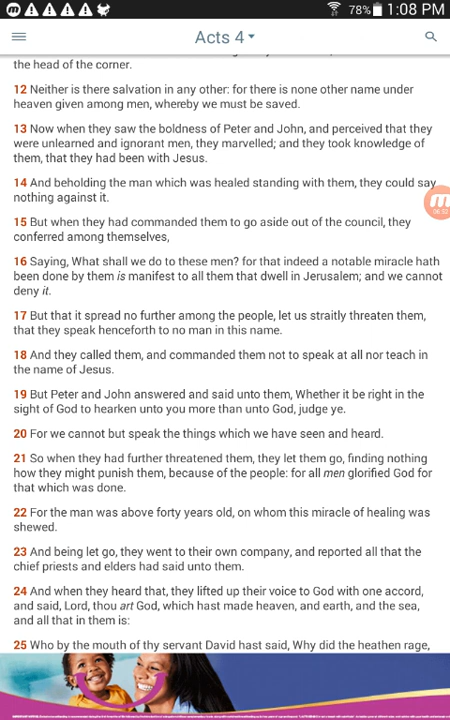 78% 1:08 PM
Acts 4
the head of the corner.
12 Neither is there salvation in any other: for there is none other name under
heaven given among men, whereby we must be saved.
13 Now when they saw the boldness of Peter and John, and perceived that they
were unlearned and ignorant men, they marvelled; and they took knowledge of
them, that they had been with Jesus.
14 And beholding the man which was healed standing with them, they could say
nothing against it.
15 But when they had commanded them to go aside out of the council, they
conferred among themselves,
16 Saying, What shall we do to these men? for that indeed a notable miracle hath
been done by them is manifest to all them that dwell in Jerusalem; and we cannot
deny it.
17 But that it spread no further among the people, let us straitly threaten them,
that they speak henceforth to no man in this name.
18 And they called them, and commanded them not to speak at all nor teach in
the name of Jesus.
19 But Peter and John answered and said unto them, Whether it be right in the
sight of God to hearken unto you more than unto God, judge ye.
20 For we cannot but speak the things which we have seen and heard.
21 So when they had further threatened them, they let them go, finding nothing
how they might punish them, because of the people: for all men glorified God for
that which was done.
22 For the man was above forty years old, on whom this miracle of healing was
shewed.
23 And being let go, they went to their own company, and reported all that the
chief priests and elders had said unto them.
24 And when they heard that, they lifted up their voice to God with one accord,
and said, Lord, thou art God, which hast made heaven, and earth, and the sea,
and all that in them is:
25 Who by the mouth of thy servant David hast said, Why did the heathen rage,